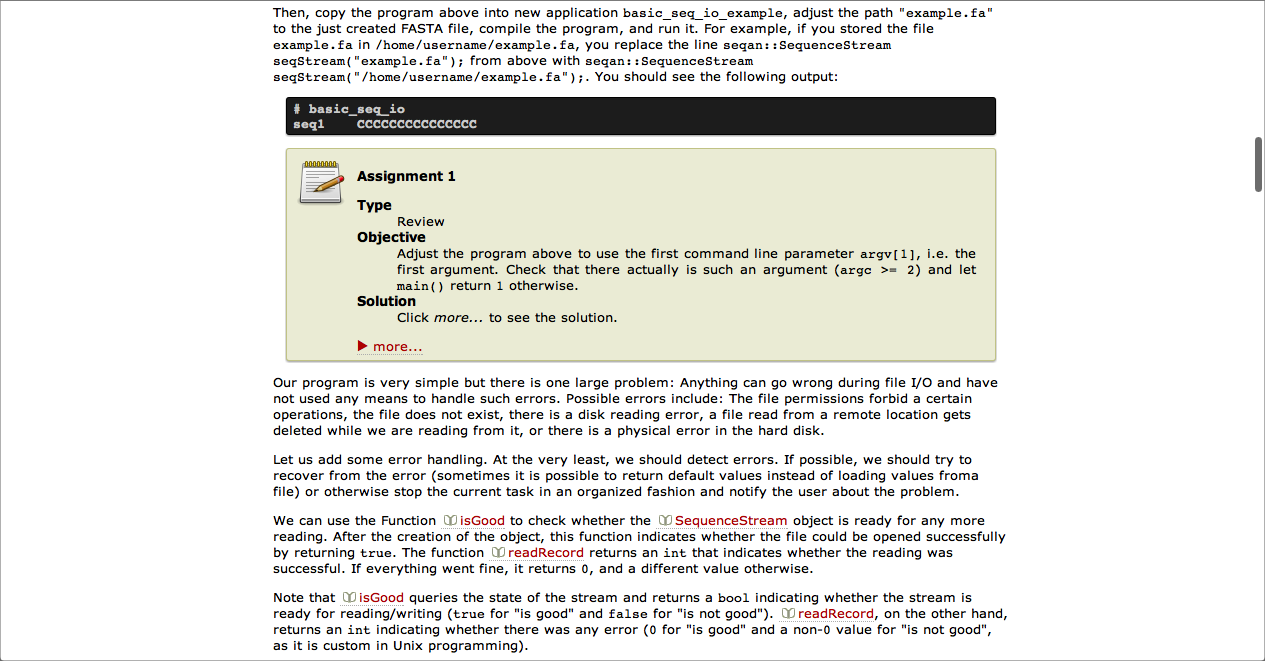 Then, copy the program above into new application basic_seq_io_example, adjust the path "example.fa"
to the just created FASTA file, compile the program, and run it. For example, if you stored the file
example.fa in /home/username/example.fa, you replace the line seqan::SequenceStream
seqStream("example.fa"); from above with seqan::SequenceStream
seqStream("/home/username/example.fa");. You should see the following output:
# basic_seq_io
seq1    CCCCCCCCCCCCCCC
Assignment 1
Type
Review
Objective
Adjust the program above to use the first command line parameter argv[1], i.e. the
first argument. Check that there actually is such an argument (argc >= 2) and let
main() return 1 otherwise.
Solution
Click more... to see the solution.
more...
Our program is very simple but there is one large problem: Anything can go wrong during file I/O and have
not used any means to handle such errors. Possible errors include: The file permissions forbid a certain
operations, the file does not exist, there is a disk reading error, a file read from a remote location gets
deleted while we are reading from it, or there is a physical error in the hard disk.
Let us add some error handling. At the very least, we should detect errors. If possible, we should try to
recover from the error (sometimes it is possible to return default values instead of loading values froma
file) or otherwise stop the current task in an organized fashion and notify the user about the problem.
We can use the Function isGood to check whether the SequenceStream object is ready for any more
reading. After the creation of the object, this function indicates whether the file could be opened successfully
by returning true. The function readRecord returns an int that indicates whether the reading was
successful. If everything went fine, it returns 0, and a different value otherwise.
Note that isGood queries the state of the stream and returns a bool indicating whether the stream is
ready for reading/writing (true for "is good" and false for "is not good"). readRecord, on the other hand,
returns an int indicating whether there was any error (0 for "is good" and a non-0 value for "is not good",
as it is custom in Unix programming).